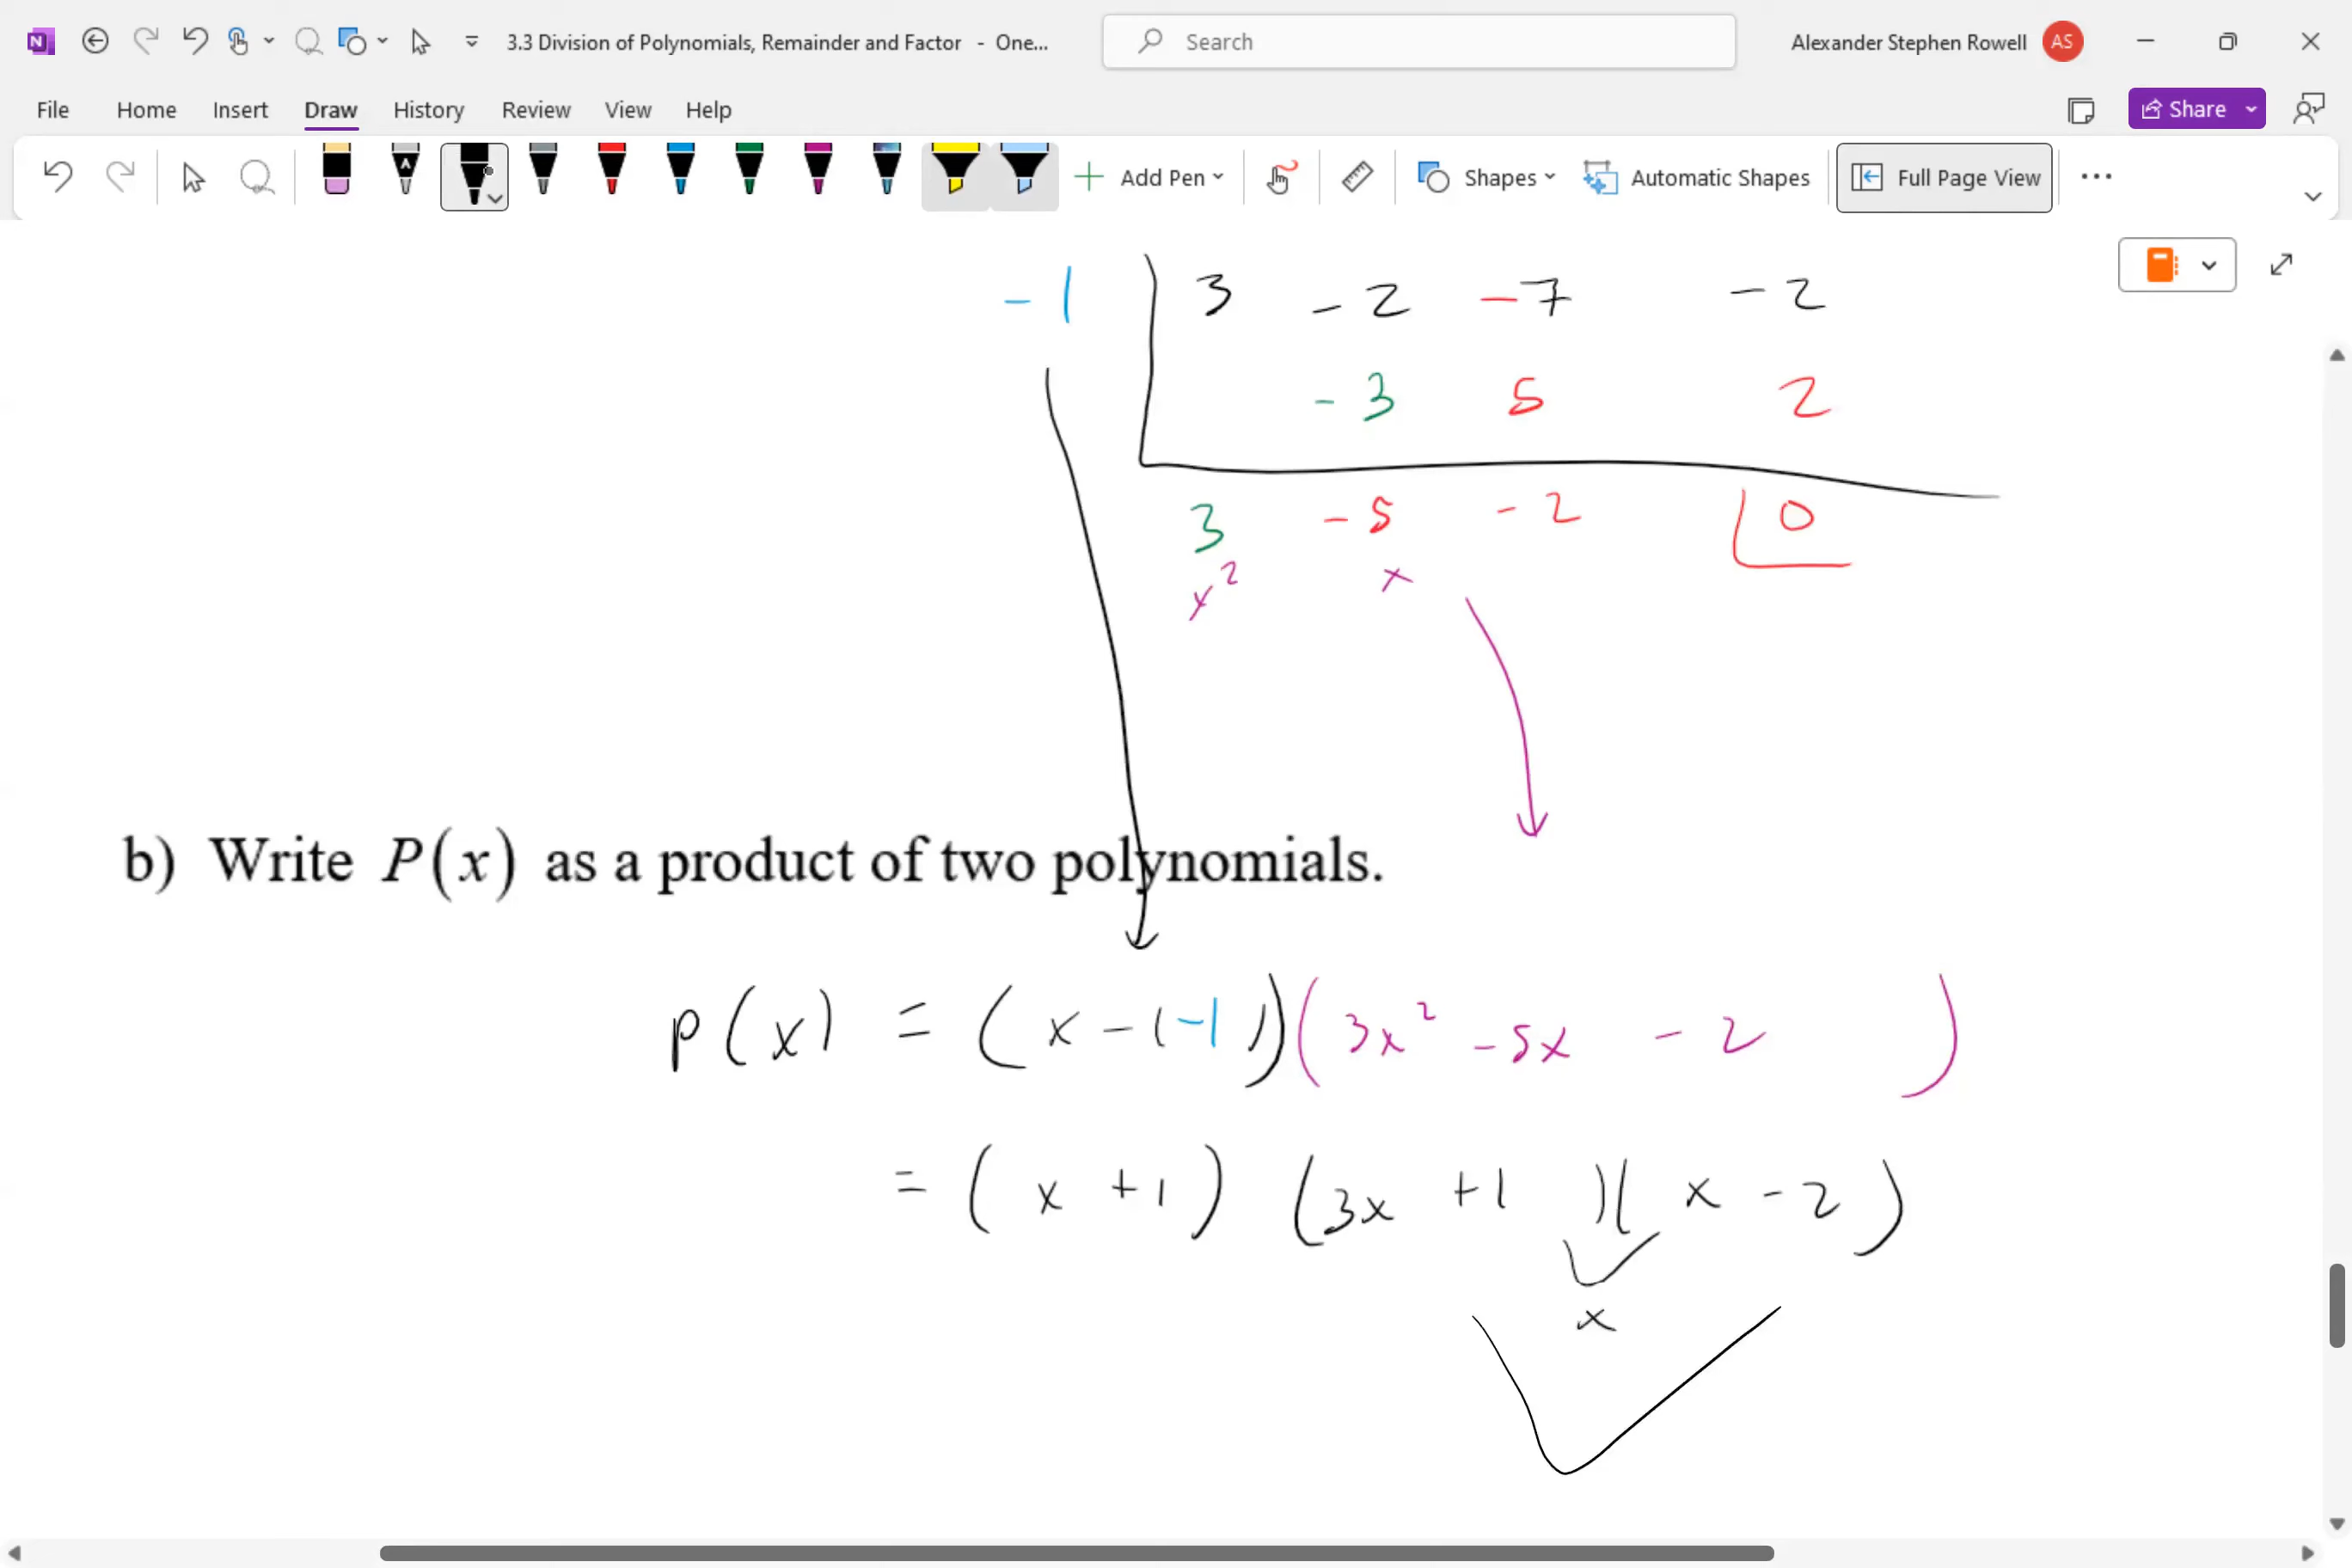 3.3 Division of Polynomials, Remainder and Factor - One...
Search
Alexander Stephen Rowell AS
File Home Insert Draw History Review View Help
Share
Add Pen Shapes Automatic Shapes Full Page View
-1 3 -2 -7 -2
-3 5 2
3 -5 -2 0
x² x
b) Write P(x) as a product of two polynomials.
p(x) = (x-(-1))(3x² -5x -2)
= (x+1) (3x +1)(x-2)
x